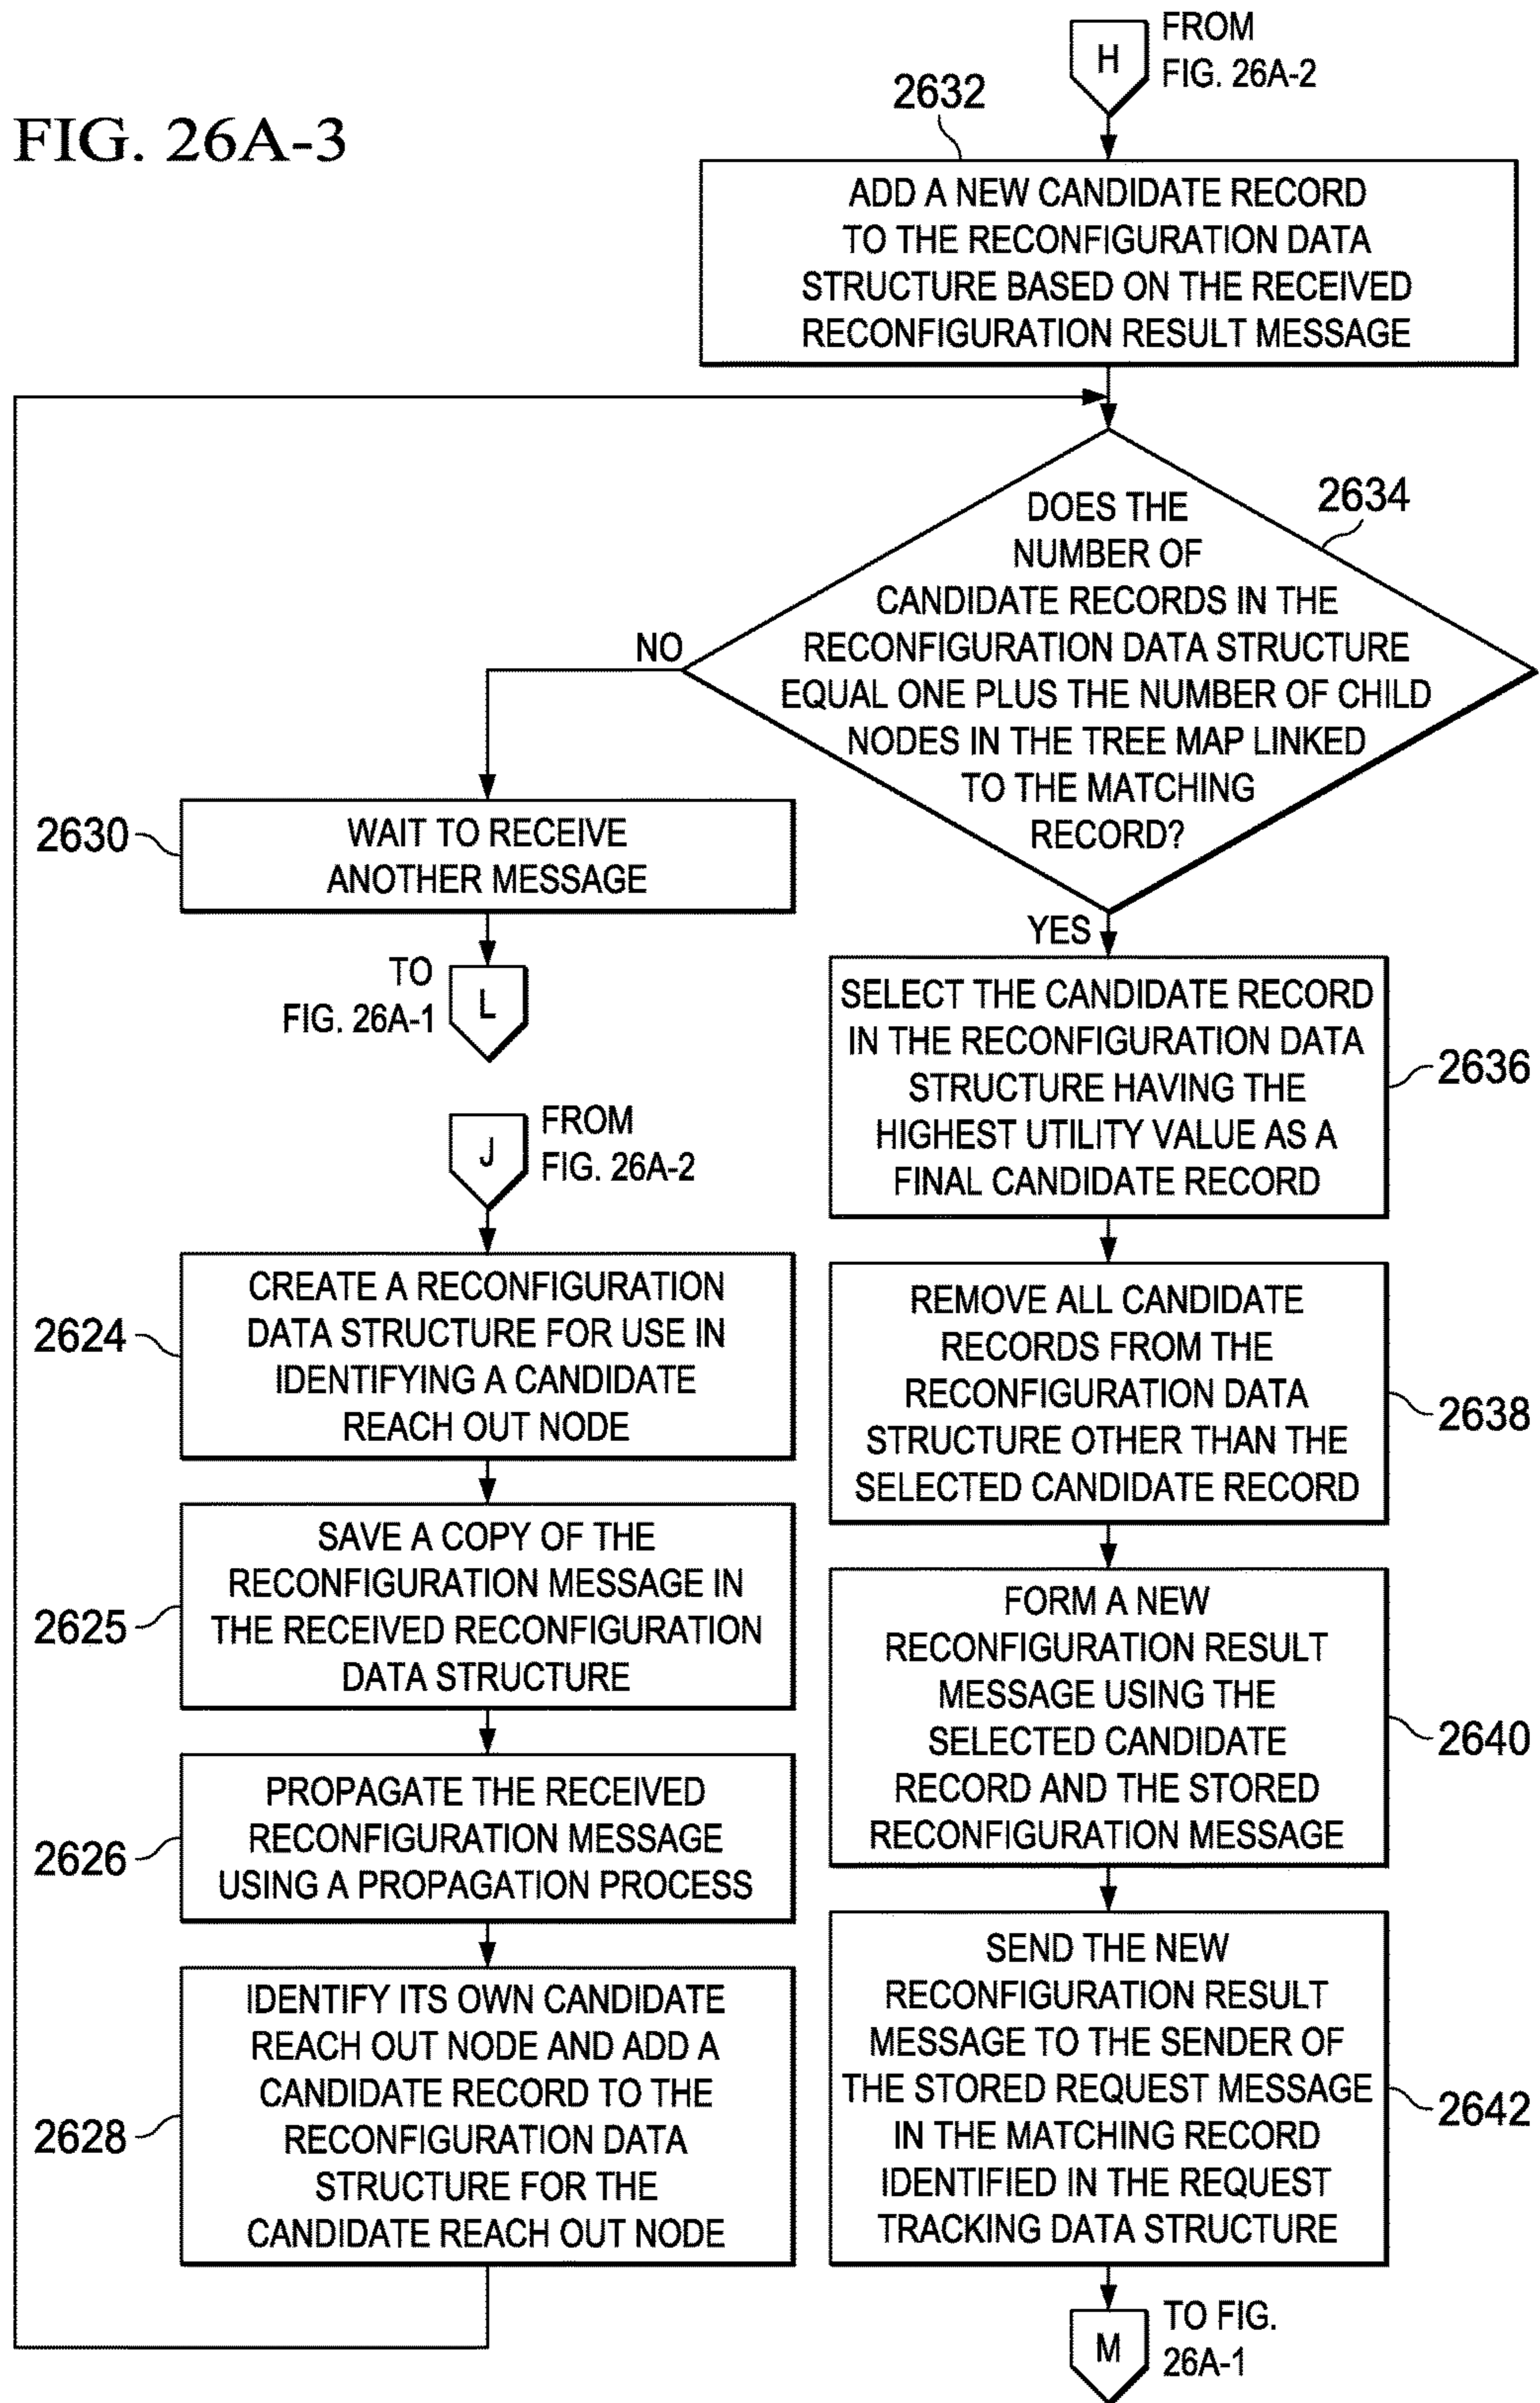 FIG. 26A-3
H
FROM
FIG. 26A-2
2632
ADD A NEW CANDIDATE RECORD
TO THE RECONFIGURATION DATA
STRUCTURE BASED ON THE RECEIVED
RECONFIGURATION RESULT MESSAGE
2634
DOES THE
NUMBER OF
CANDIDATE RECORDS IN THE
RECONFIGURATION DATA STRUCTURE
EQUAL ONE PLUS THE NUMBER OF CHILD
NODES IN THE TREE MAP LINKED
TO THE MATCHING
RECORD?
NO
2630
WAIT TO RECEIVE
ANOTHER MESSAGE
TO
FIG. 26A-1
L
J
FROM
FIG. 26A-2
2624
CREATE A RECONFIGURATION
DATA STRUCTURE FOR USE IN
IDENTIFYING A CANDIDATE
REACH OUT NODE
2625
SAVE A COPY OF THE
RECONFIGURATION MESSAGE IN
THE RECEIVED RECONFIGURATION
DATA STRUCTURE
2626
PROPAGATE THE RECEIVED
RECONFIGURATION MESSAGE
USING A PROPAGATION PROCESS
2628
IDENTIFY ITS OWN CANDIDATE
REACH OUT NODE AND ADD A
CANDIDATE RECORD TO THE
RECONFIGURATION DATA
STRUCTURE FOR THE
CANDIDATE REACH OUT NODE
YES
SELECT THE CANDIDATE RECORD
IN THE RECONFIGURATION DATA
STRUCTURE HAVING THE
HIGHEST UTILITY VALUE AS A
FINAL CANDIDATE RECORD
2636
REMOVE ALL CANDIDATE
RECORDS FROM THE
RECONFIGURATION DATA
STRUCTURE OTHER THAN THE
SELECTED CANDIDATE RECORD
2638
FORM A NEW
RECONFIGURATION RESULT
MESSAGE USING THE
SELECTED CANDIDATE
RECORD AND THE STORED
RECONFIGURATION MESSAGE
2640
SEND THE NEW
RECONFIGURATION RESULT
MESSAGE TO THE SENDER OF
THE STORED REQUEST MESSAGE
IN THE MATCHING RECORD
IDENTIFIED IN THE REQUEST
TRACKING DATA STRUCTURE
2642
M
TO FIG.
26A-1